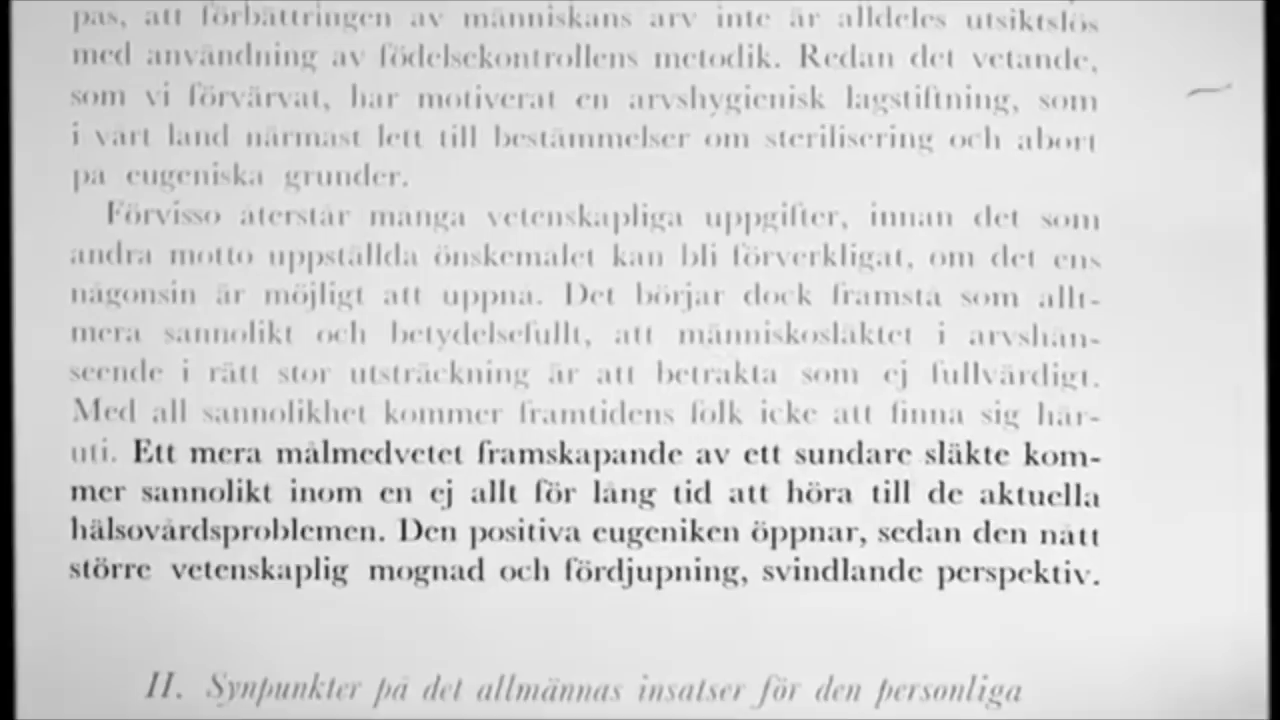 pas, att förbättringen av människans arv inte är alldeles utsiktslös
med användning av födelsekontrollens metodik. Redan det vetande,
som vi förvärvat, har motiverat en arvshygienisk lagstiftning, som
i vårt land närmast lett till bestämmelser om sterilisering och abort
på eugeniska grunder.
Förvisso återstår många vetenskapliga uppgifter, innan det som
andra motto uppställda önskemålet kan bli förverkligat, om det ens
någonsin är möjligt att uppnå. Det börjar dock framstå som allt-
mera sannolikt och betydelsefullt, att människosläktet i arvshän-
seende i rätt stor utsträckning är att betrakta som ej fullvärdigt.
Med all sannolikhet kommer framtidens folk icke att finna sig här-
uti. Ett mera målmedvetet framskapande av ett sundare släkte kom-
mer sannolikt inom en ej allt för lång tid att höra till de aktuella
hälsovårdsproblemen. Den positiva eugeniken öppnar, sedan den nått
större vetenskaplig mognad och fördjupning, svindlande perspektiv.
II. Synpunkter på det allmännas insatser för den personliga